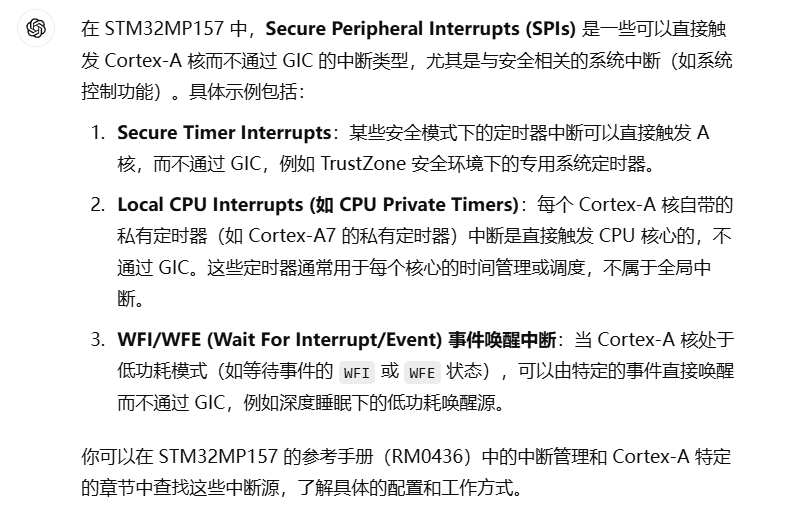 在 STM32MP157 中，Secure Peripheral Interrupts (SPIs) 是一些可以直接触
发 Cortex-A 核而不通过 GIC 的中断类型，尤其是与安全相关的系统中断（如系统
控制功能）。具体示例包括：
1. Secure Timer Interrupts：某些安全模式下的定时器中断可以直接触发 A
核，而不通过 GIC，例如 TrustZone 安全环境下的专用系统定时器。
2. Local CPU Interrupts (如 CPU Private Timers)：每个 Cortex-A 核自带的
私有定时器（如 Cortex-A7 的私有定时器）中断是直接触发 CPU 核心的，不
通过 GIC。这些定时器通常用于每个核心的时间管理或调度，不属于全局中
断。
3. WFI/WFE (Wait For Interrupt/Event) 事件唤醒中断：当 Cortex-A 核处于
低功耗模式（如等待事件的 WFI 或 WFE 状态），可以由特定的事件直接唤醒
而不通过 GIC，例如深度睡眠下的低功耗唤醒源。
你可以在 STM32MP157 的参考手册（RM0436）中的中断管理和 Cortex-A 特定
的章节中查找这些中断源，了解具体的配置和工作方式。